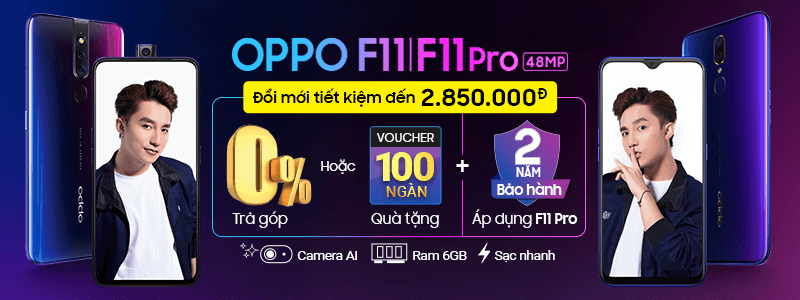 OPPO F11|F11 Pro 48MP
Đổi mới tiết kiệm đến 2.850.000Đ
0%
Trả góp
Hoặc
VOUCHER
100
NGÀN
Quà tặng
+
2
NĂM
Bảo hành
Áp dụng F11 Pro
Camera AI
Ram 6GB
Sạc nhanh
oppo
oppo